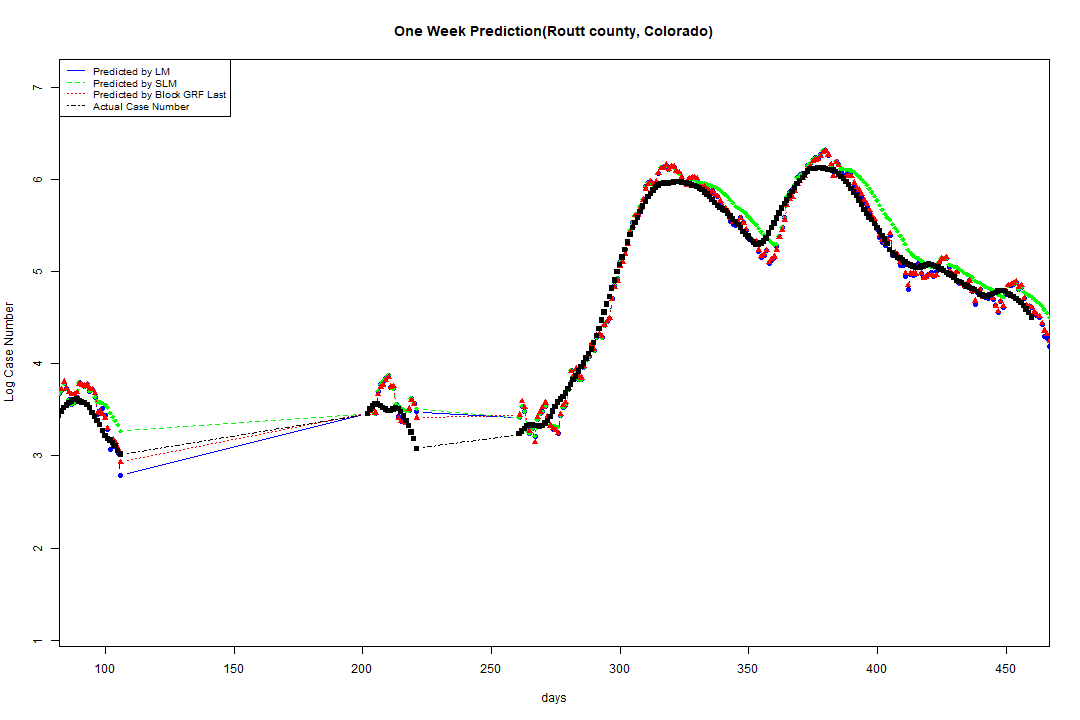 One Week Prediction(Routt county, Colorado)
Predicted by LM
Predicted by SLM
Predicted by Block GRF Last
Actual Case Number
7
6
5
4
3
2
1
Log Case Number
100 150 200 250 300 350 400 450
days